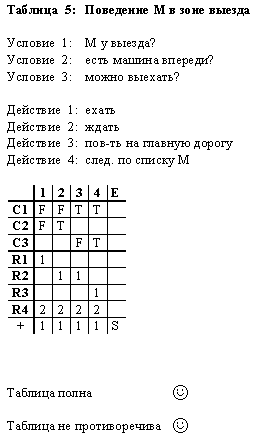 Таблица 5: Поведение М в зоне выезда
Условие 1: М у выезда?
Условие 2: есть машина впереди?
Условие 3: можно выехать?
Действие 1: ехать
Действие 2: ждать
Действие 3: пов-ть на главную дорогу
Действие 4: след. по списку М
1 2 3 4 E
C1 F F T T
C2 F T
C3 F T
R1 1
R2 1 1
R3 1
R4 2 2 2 2
+ 1 1 1 1 S
Таблица полна
Таблица не противоречива